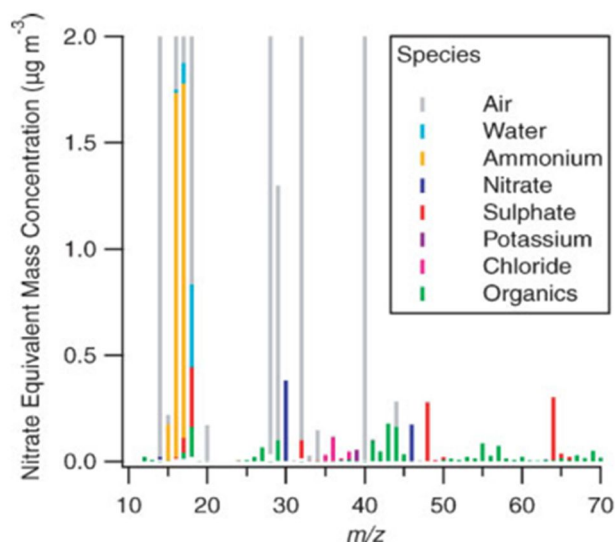 Nitrate Equivalent Mass Concentration (µg m⁻³)
2.0
1.5
1.0
0.5
0.0
10
20
30
40
50
60
70
m/z
Species
Air
Water
Ammonium
Nitrate
Sulphate
Potassium
Chloride
Organics